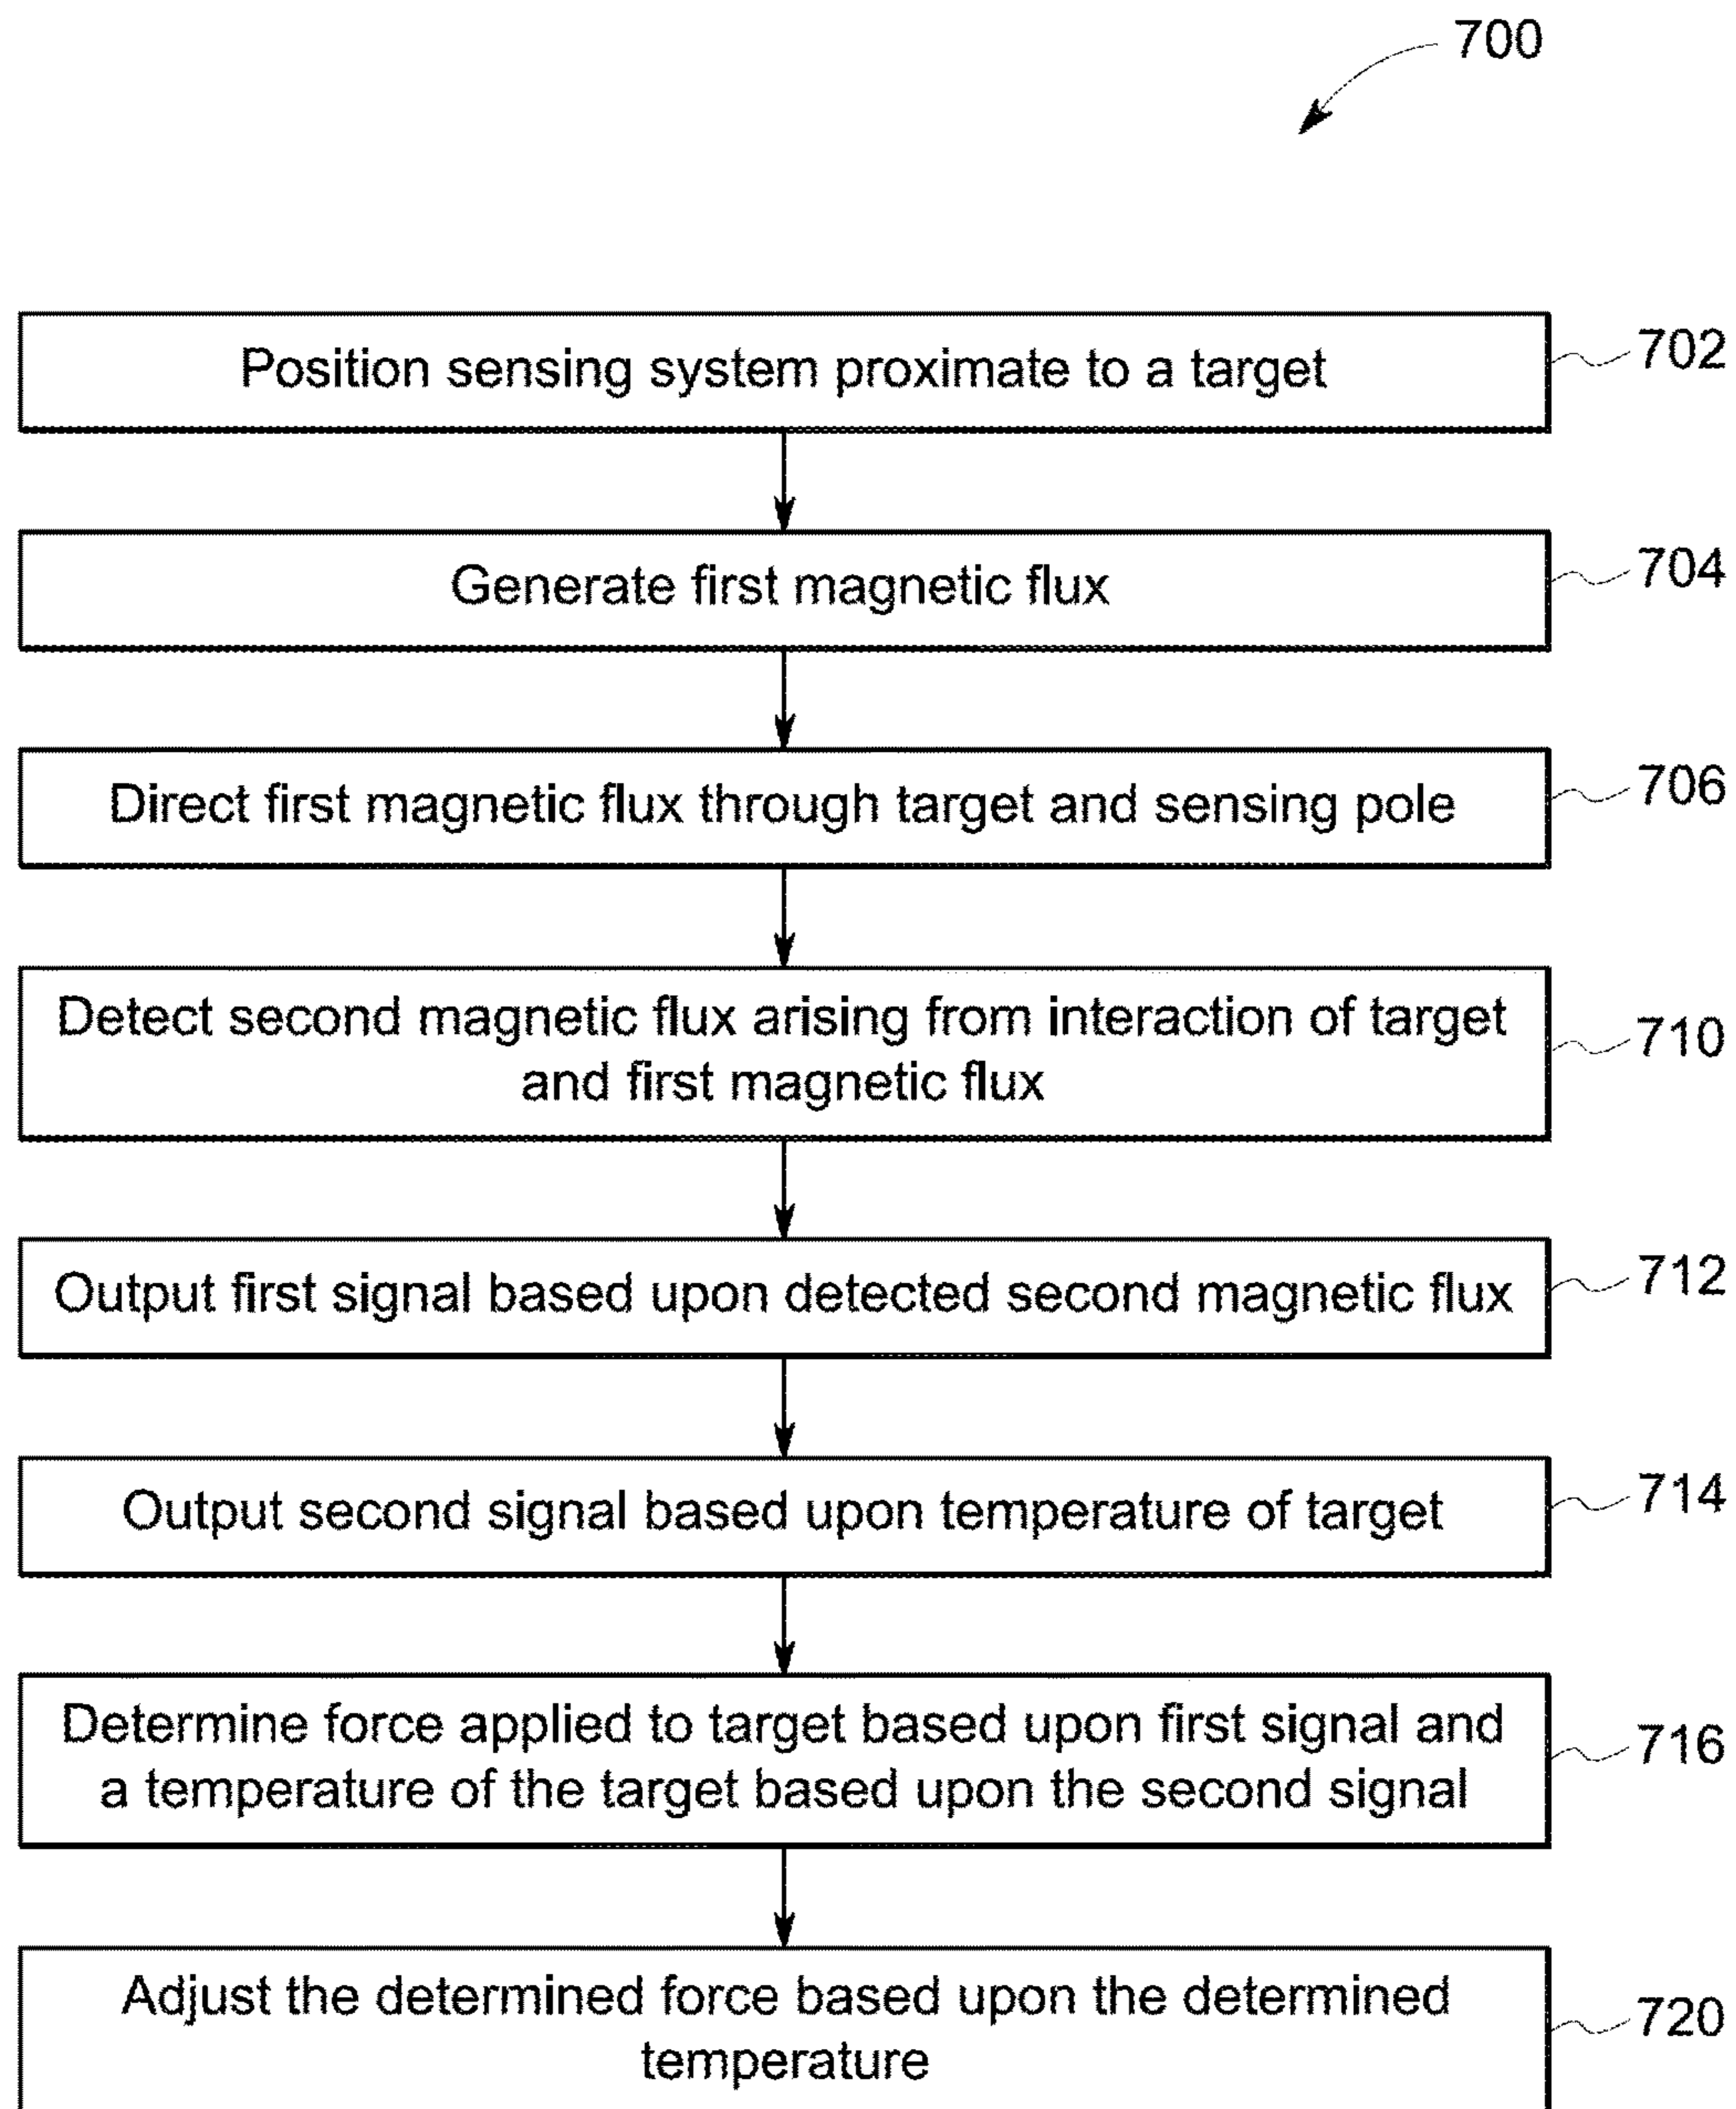 700
Position sensing system proximate to a target
702
Generate first magnetic flux
704
Direct first magnetic flux through target and sensing pole
706
Detect second magnetic flux arising from interaction of target
and first magnetic flux
710
Output first signal based upon detected second magnetic flux
712
Output second signal based upon temperature of target
714
Determine force applied to target based upon first signal and
a temperature of the target based upon the second signal
716
Adjust the determined force based upon the determined
temperature
720